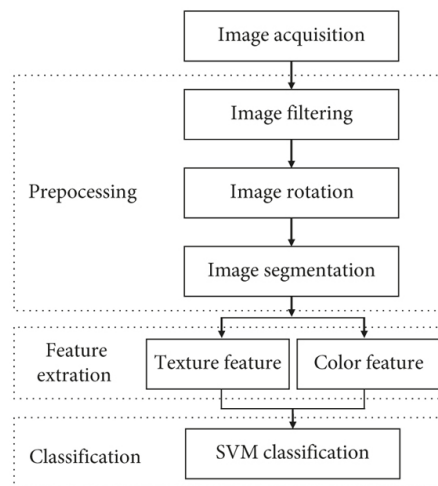 Image acquisition
Image filtering
Prepocessing
Image rotation
Image segmentation
Feature
extration
Texture feature
Color feature
Classification
SVM classification